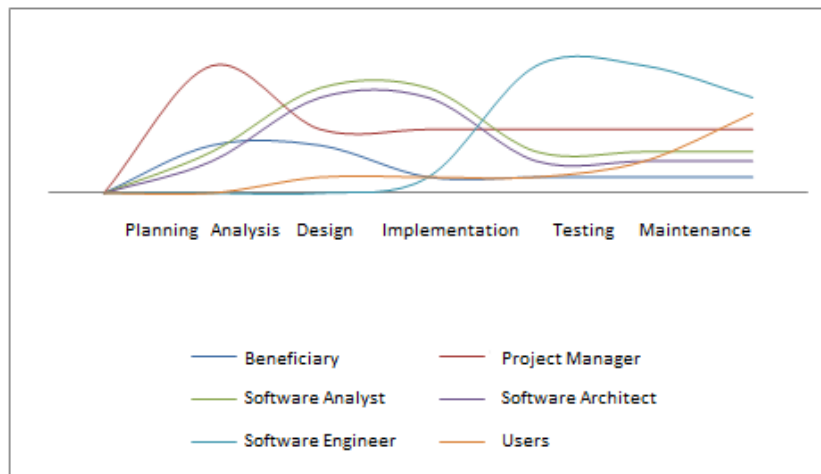 Planning Analysis Design Implementation Testing Maintenance
Beneficiary Project Manager
Software Analyst Software Architect
Software Engineer Users